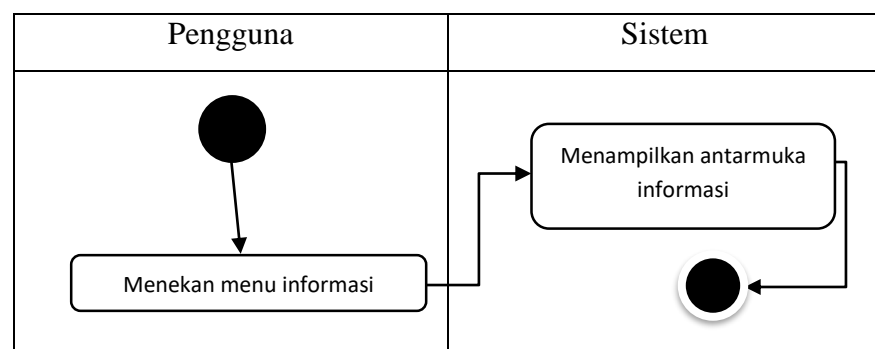 Pengguna
Sistem
Menampilkan antarmuka
informasi
Menekan menu informasi